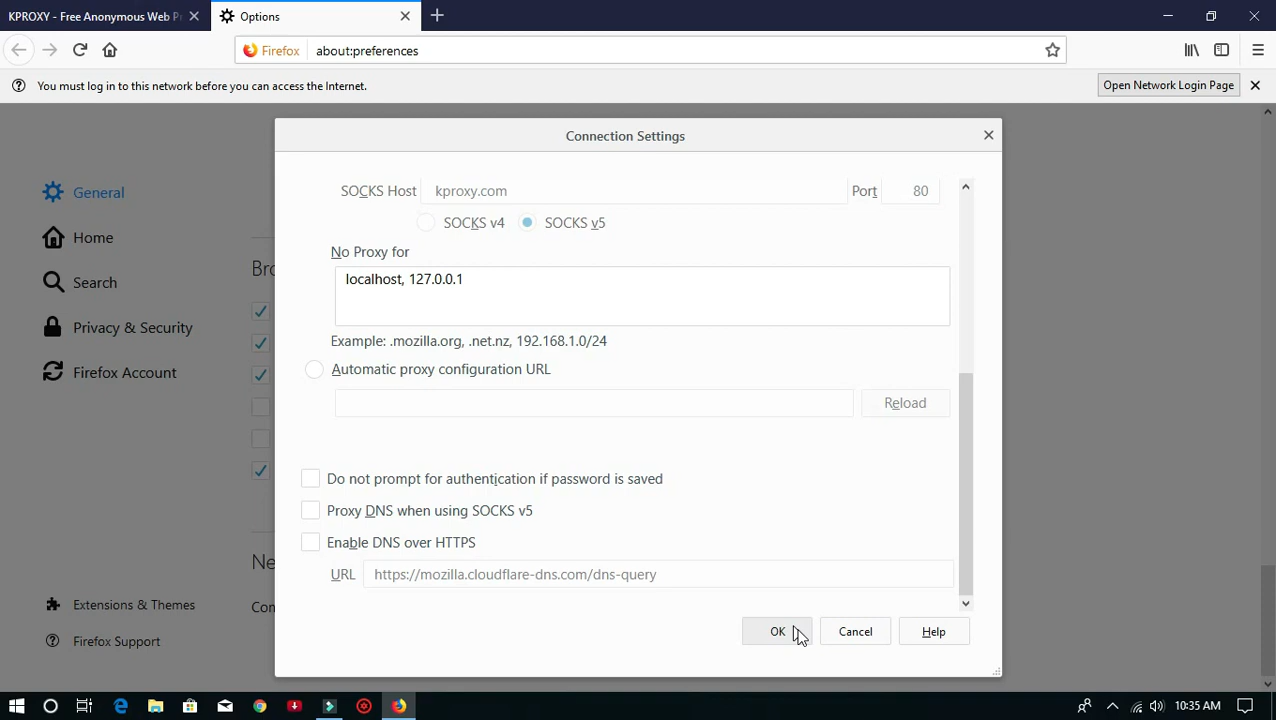 KPROXY - Free Anonymous Web P
Options
Firefox
about:preferences
You must log in to this network before you can access the Internet.
Open Network Login Page
Connection Settings
General
Home
Search
Privacy & Security
Firefox Account
Extensions & Themes
Firefox Support
Bro
Ne
Con
SOCKS Host
kproxy.com
Port
80
SOCKS v4
SOCKS v5
No Proxy for
localhost, 127.0.0.1
Example: .mozilla.org, .net.nz, 192.168.1.0/24
Automatic proxy configuration URL
Reload
Do not prompt for authentication if password is saved
Proxy DNS when using SOCKS v5
Enable DNS over HTTPS
URL
https://mozilla.cloudflare-dns.com/dns-query
OK
Cancel
Help
10:35 AM